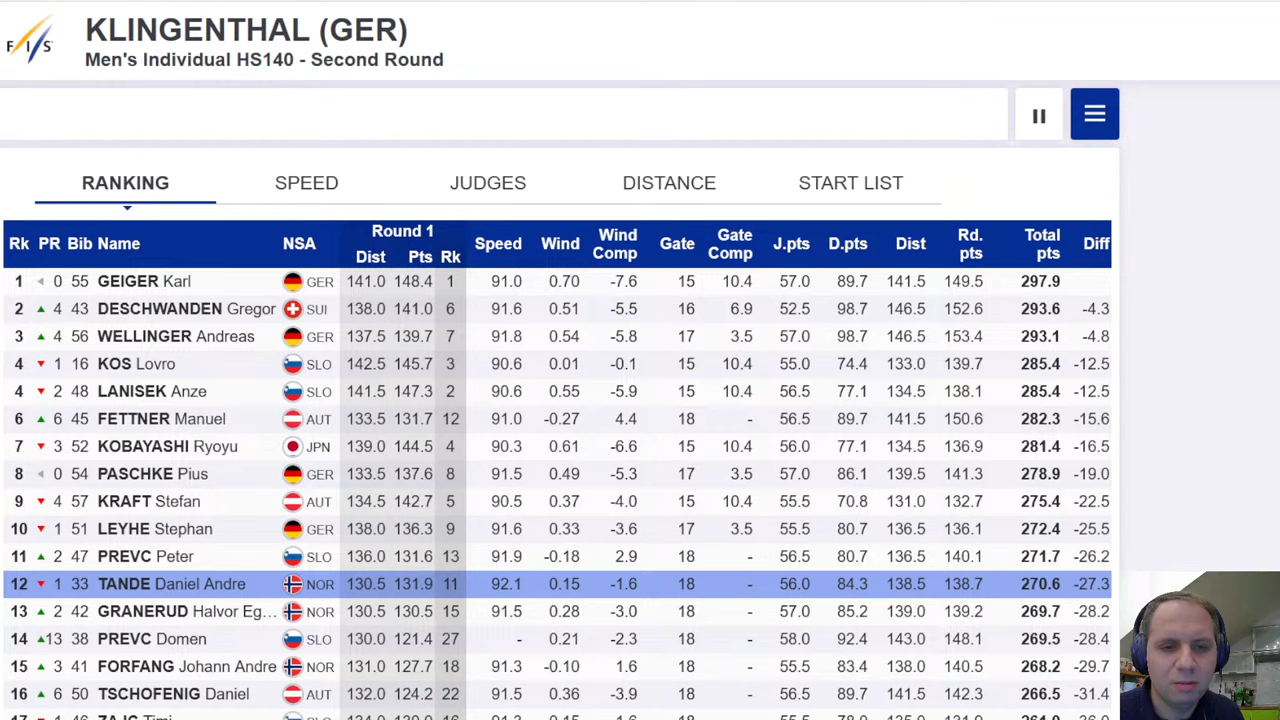 FIS
KLINGENTHAL (GER)
Men's Individual HS140 - Second Round
RANKING SPEED JUDGES DISTANCE START LIST
Rk PR Bib Name NSA Round 1 Dist Pts Rk Speed Wind Wind Comp Gate Gate Comp J.pts D.pts Dist Rd. pts Total pts Diff
1 0 55 GEIGER Karl GER 141.0 148.4 1 91.0 0.70 -7.6 15 10.4 57.0 89.7 141.5 149.5 297.9
2 4 43 DESCHWANDEN Gregor SUI 138.0 141.0 6 91.6 0.51 -5.5 16 6.9 52.5 98.7 146.5 152.6 293.6 -4.3
3 4 56 WELLINGER Andreas GER 137.5 139.7 7 91.8 0.54 -5.8 17 3.5 57.0 98.7 146.5 153.4 293.1 -4.8
4 1 16 KOS Lovro SLO 142.5 145.7 3 90.6 0.01 -0.1 15 10.4 55.0 74.4 133.0 139.7 285.4 -12.5
4 2 48 LANISEK Anze SLO 141.5 147.3 2 90.6 0.55 -5.9 15 10.4 56.5 77.1 134.5 138.1 285.4 -12.5
6 6 45 FETTNER Manuel AUT 133.5 131.7 12 91.0 -0.27 4.4 18 - 56.5 89.7 141.5 150.6 282.3 -15.6
7 3 52 KOBAYASHI Ryoyu JPN 139.0 144.5 4 90.3 0.61 -6.6 15 10.4 56.0 77.1 134.5 136.9 281.4 -16.5
8 0 54 PASCHKE Pius GER 133.5 137.6 8 91.5 0.49 -5.3 17 3.5 57.0 86.1 139.5 141.3 278.9 -19.0
9 4 57 KRAFT Stefan AUT 134.5 142.7 5 90.5 0.37 -4.0 15 10.4 55.5 70.8 131.0 132.7 275.4 -22.5
10 1 51 LEYHE Stephan GER 138.0 136.3 9 91.6 0.33 -3.6 17 3.5 55.5 80.7 136.5 136.1 272.4 -25.5
11 2 47 PREVC Peter SLO 136.0 131.6 13 91.9 -0.18 2.9 18 - 56.5 80.7 136.5 140.1 271.7 -26.2
12 1 33 TANDE Daniel Andre NOR 130.5 131.9 11 92.1 0.15 -1.6 18 - 56.0 84.3 138.5 138.7 270.6 -27.3
13 2 42 GRANERUD Halvor Eg… NOR 130.5 130.5 15 91.5 0.28 -3.0 18 - 57.0 85.2 139.0 139.2 269.7 -28.2
14 13 38 PREVC Domen SLO 130.0 121.4 27 - 0.21 -2.3 18 - 58.0 92.4 143.0 148.1 269.5 -28.4
15 3 41 FORFANG Johann Andre NOR 131.0 127.7 18 91.3 -0.10 1.6 18 - 55.5 83.4 138.0 140.5 268.2 -29.7
16 6 50 TSCHOFENIG Daniel AUT 132.0 124.2 22 91.5 0.36 -3.9 18 - 55.5 89.7 141.5 142.3 266.5 -31.4